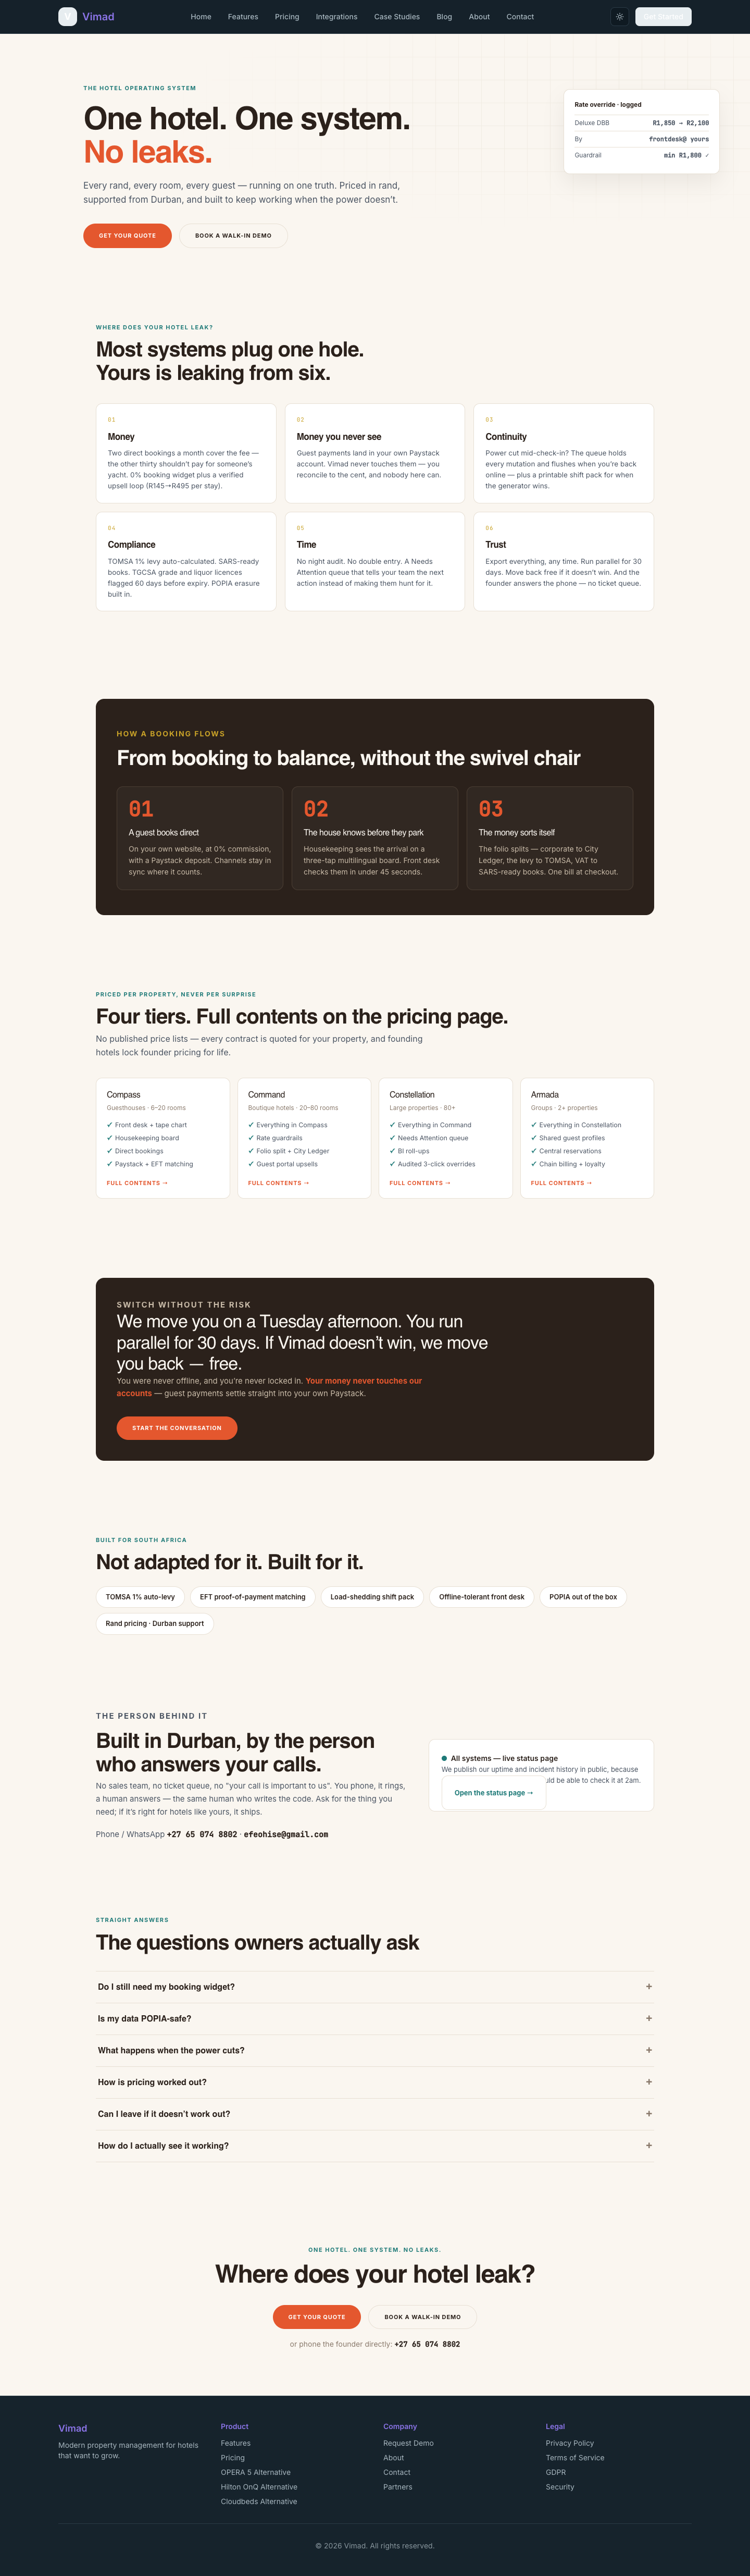 Vimad
Home Features Pricing Integrations Case Studies Blog About Contact
THE HOTEL OPERATING SYSTEM
One hotel. One system.
No leaks.
Every rand, every room, every guest — running on one truth. Priced in rand,
supported from Durban, and built to keep working when the power doesn’t.
GET YOUR QUOTE
BOOK A WALK-IN DEMO
Rate override · logged
Deluxe DBB R1,850 → R2,100
By frontdesk@ yours
Guardrail min R1,800 ✓
WHERE DOES YOUR HOTEL LEAK?
Most systems plug one hole.
Yours is leaking from six.
01
Money
Two direct bookings a month cover the fee —
the other thirty shouldn’t pay for someone’s
yacht. 0% booking widget plus a verified
upsell loop (R145→R495 per stay).
02
Money you never see
Guest payments land in your own Paystack
account. Vimad never touches them — you
reconcile to the cent, and nobody here can.
03
Continuity
Power cut mid-check-in? The queue holds
every mutation and flushes when you’re back
online — plus a printable shift pack for when
the generator wins.
04
Compliance
TOMSA 1% levy auto-calculated. SARS-ready
books. TGCSA grade and liquor licences
flagged 60 days before expiry. POPIA erasure
built in.
05
Time
No night audit. No double entry. A Needs
Attention queue that tells your team the next
action instead of making them hunt for it.
06
Trust
Export everything, any time. Run parallel for 30
days. Move back free if it doesn’t win. And the
founder answers the phone — no ticket queue.
HOW A BOOKING FLOWS
From booking to balance, without the swivel chair
01
A guest books direct
On your own website, at 0% commission,
with a Paystack deposit. Channels stay in
sync where it counts.
02
The house knows before they park
Housekeeping sees the arrival on a
three-tap multilingual board. Front desk
checks them in under 45 seconds.
03
The money sorts itself
The folio splits — corporate to City
Ledger, the levy to TOMSA, VAT to
SARS-ready books. One bill at checkout.
PRICED PER PROPERTY, NEVER PER SURPRISE
Four tiers. Full contents on the pricing page.
No published price lists — every contract is quoted for your property, and founding
hotels lock founder pricing for life.
Compass
Guesthouses · 6–20 rooms
✓ Front desk + tape chart
✓ Housekeeping board
✓ Direct bookings
✓ Paystack + EFT matching
FULL CONTENTS →
Command
Boutique hotels · 20–80 rooms
✓ Everything in Compass
✓ Rate guardrails
✓ Folio split + City Ledger
✓ Guest portal upsells
FULL CONTENTS →
Constellation
Large properties · 80+
✓ Everything in Command
✓ Needs Attention queue
✓ BI roll-ups
✓ Audited 3-click overrides
FULL CONTENTS →
Armada
Groups · 2+ properties
✓ Everything in Constellation
✓ Shared guest profiles
✓ Central reservations
✓ Chain billing + loyalty
FULL CONTENTS →
SWITCH WITHOUT THE RISK
We move you on a Tuesday afternoon. You run
parallel for 30 days. If Vimad doesn’t win, we move
you back — free.
You were never offline, and you’re never locked in. Your money never touches our
accounts — guest payments settle straight into your own Paystack.
START THE CONVERSATION
BUILT FOR SOUTH AFRICA
Not adapted for it. Built for it.
TOMSA 1% auto-levy
EFT proof-of-payment matching
Load-shedding shift pack
Offline-tolerant front desk
POPIA out of the box
Rand pricing · Durban support
THE PERSON BEHIND IT
Built in Durban, by the person
who answers your calls.
No sales team, no ticket queue, no “your call is important to us”. You phone, it rings,
a human answers — the same human who writes the code. Ask for the thing you
need; if it’s right for hotels like yours, it ships.
Phone / WhatsApp +27 65 074 8802 · efeohise@gmail.com
All systems — live status page
We publish our uptime and incident history in public, because
be able to check it at 2am.
Open the status page →
STRAIGHT ANSWERS
The questions owners actually ask
Do I still need my booking widget? +
Is my data POPIA-safe? +
What happens when the power cuts? +
How is pricing worked out? +
Can I leave if it doesn’t work out? +
How do I actually see it working? +
ONE HOTEL. ONE SYSTEM. NO LEAKS.
Where does your hotel leak?
GET YOUR QUOTE
BOOK A WALK-IN DEMO
or phone the founder directly: +27 65 074 8802
Vimad
Modern property management for hotels
that want to grow.
Product
Features
Pricing
OPERA 5 Alternative
Hilton OnQ Alternative
Cloudbeds Alternative
Company
Request Demo
About
Contact
Partners
Legal
Privacy Policy
Terms of Service
GDPR
Security
© 2026 Vimad. All rights reserved.